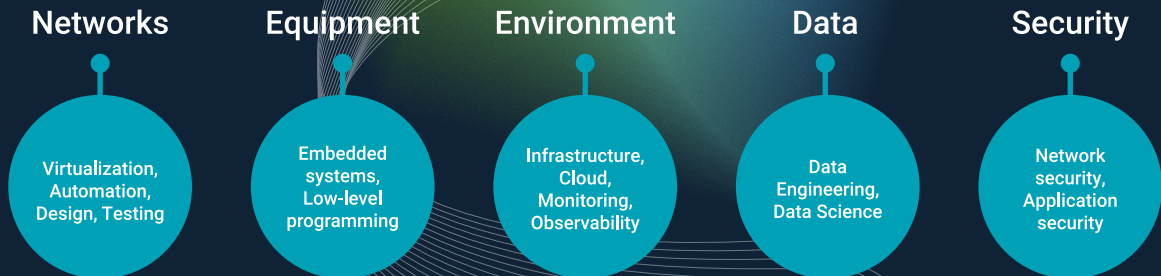 Networks
Equipment
Environment
Data
Security
Virtualization,
Automation,
Design, Testing
Embedded
systems,
Low-level
programming
Infrastructure,
Cloud,
Monitoring,
Observability
Data
Engineering,
Data Science
Network
security,
Application
security